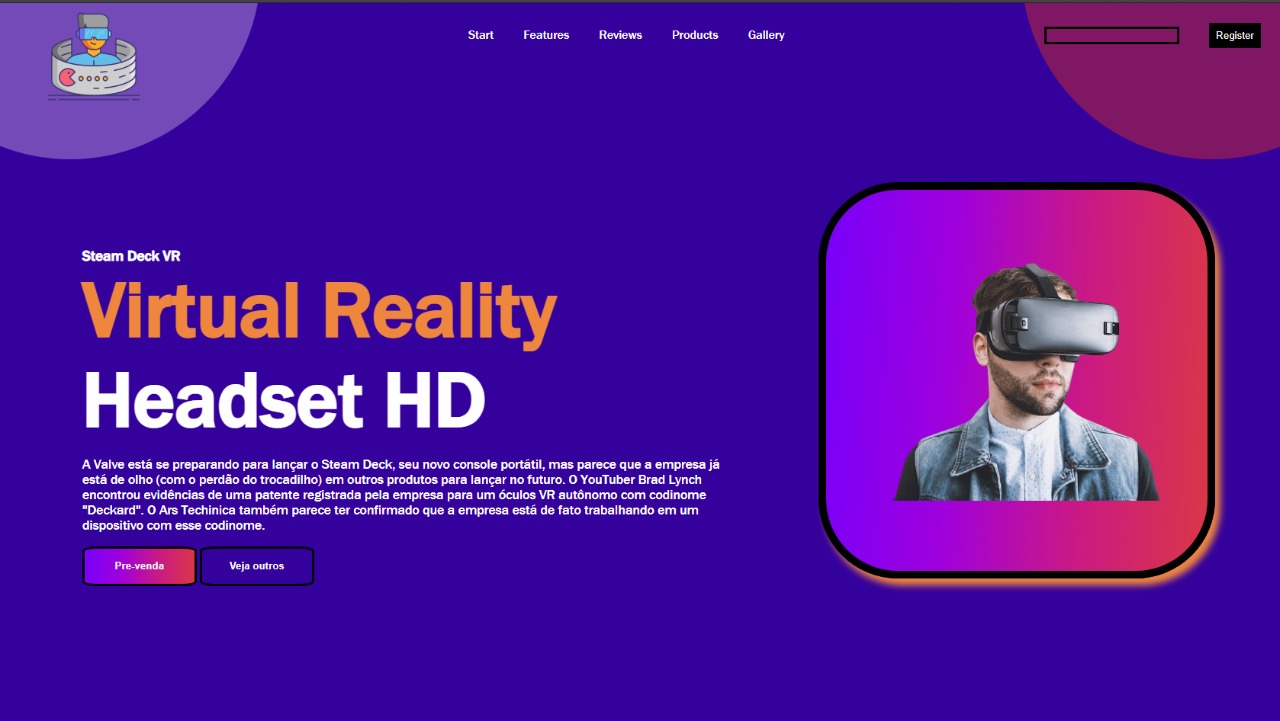 Start Features Reviews Products Gallery Register
Steam Deck VR
Virtual Reality
Headset HD
A Valve está se preparando para lançar o Steam Deck, seu novo console portátil, mas parece que a empresa já
está de olho (com o perdão do trocadilho) em outros produtos para lançar no futuro. O YouTuber Brad Lynch
encontrou evidências de uma patente registrada pela empresa para um óculos VR autônomo com codinome
"Deckard". O Ars Techinica também parece ter confirmado que a empresa está de fato trabalhando em um
dispositivo com esse codinome.
Pre-venda Veja outros